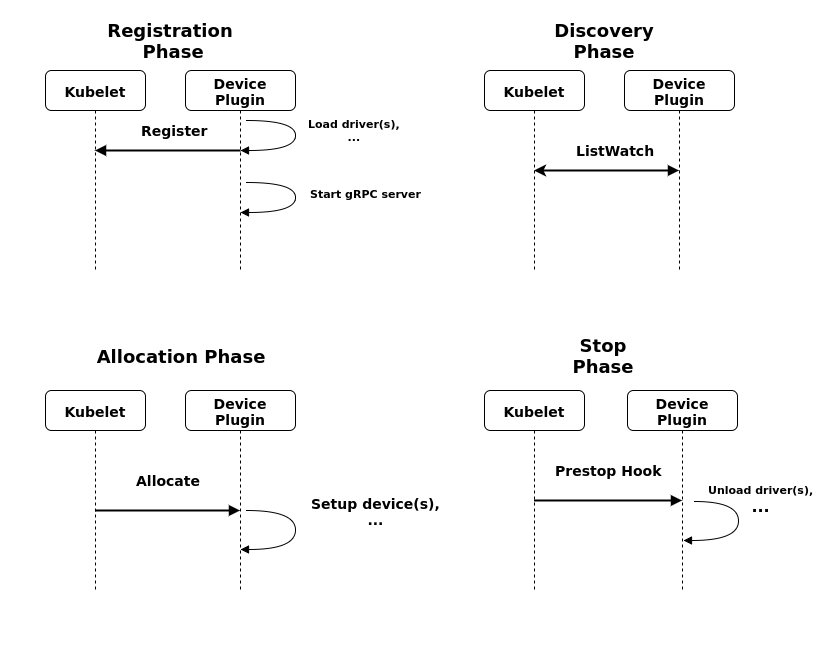 Registration
Phase
Kubelet
Device
Plugin
Register
Load driver(s),
...
Start gRPC server
Discovery
Phase
Kubelet
Device
Plugin
ListWatch
Allocation Phase
Kubelet
Device
Plugin
Allocate
Setup device(s),
...
Stop
Phase
Kubelet
Device
Plugin
Prestop Hook
Unload driver(s),
...